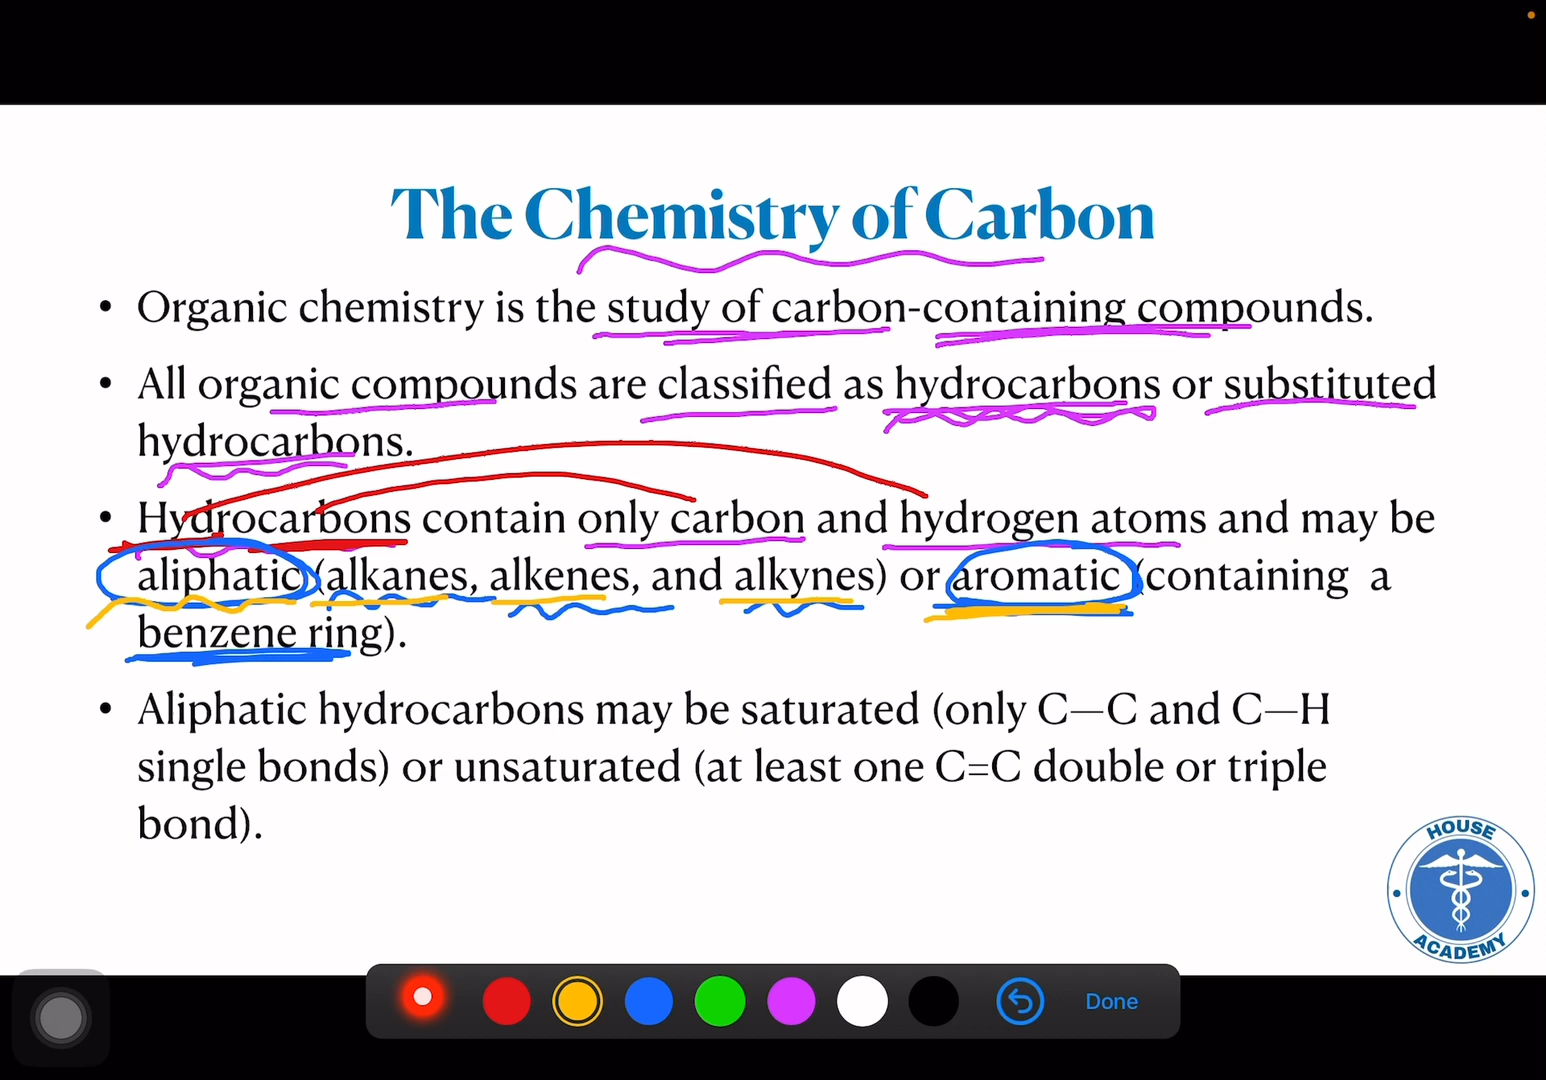 The Chemistry of Carbon
• Organic chemistry is the study of carbon-containing compounds.
• All organic compounds are classified as hydrocarbons or substituted
hydrocarbons.
• Hydrocarbons contain only carbon and hydrogen atoms and may be
aliphatic (alkanes, alkenes, and alkynes) or aromatic (containing a
benzene ring).
• Aliphatic hydrocarbons may be saturated (only C—C and C—H
single bonds) or unsaturated (at least one C=C double or triple
bond).
HOUSE
ACADEMY
Done